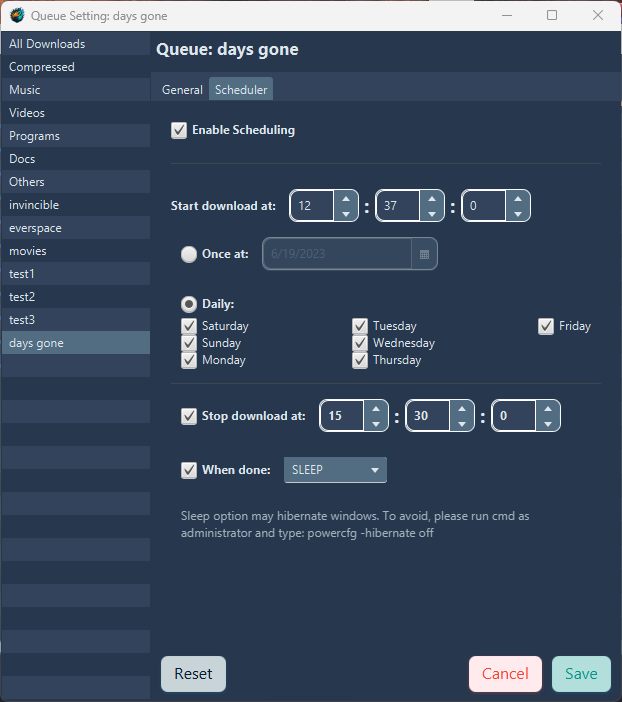 Queue Setting: days gone
All Downloads
Compressed
Music
Videos
Programs
Docs
Others
invincible
everspace
movies
test1
test2
test3
days gone
Queue: days gone
General Scheduler
Enable Scheduling
Start download at: 12 : 37 : 0
Once at: 6/19/2023
Daily:
Saturday Tuesday Friday
Sunday Wednesday
Monday Thursday
Stop download at: 15 : 30 : 0
When done: SLEEP
Sleep option may hibernate windows. To avoid, please run cmd as
administrator and type: powercfg -hibernate off
Reset Cancel Save